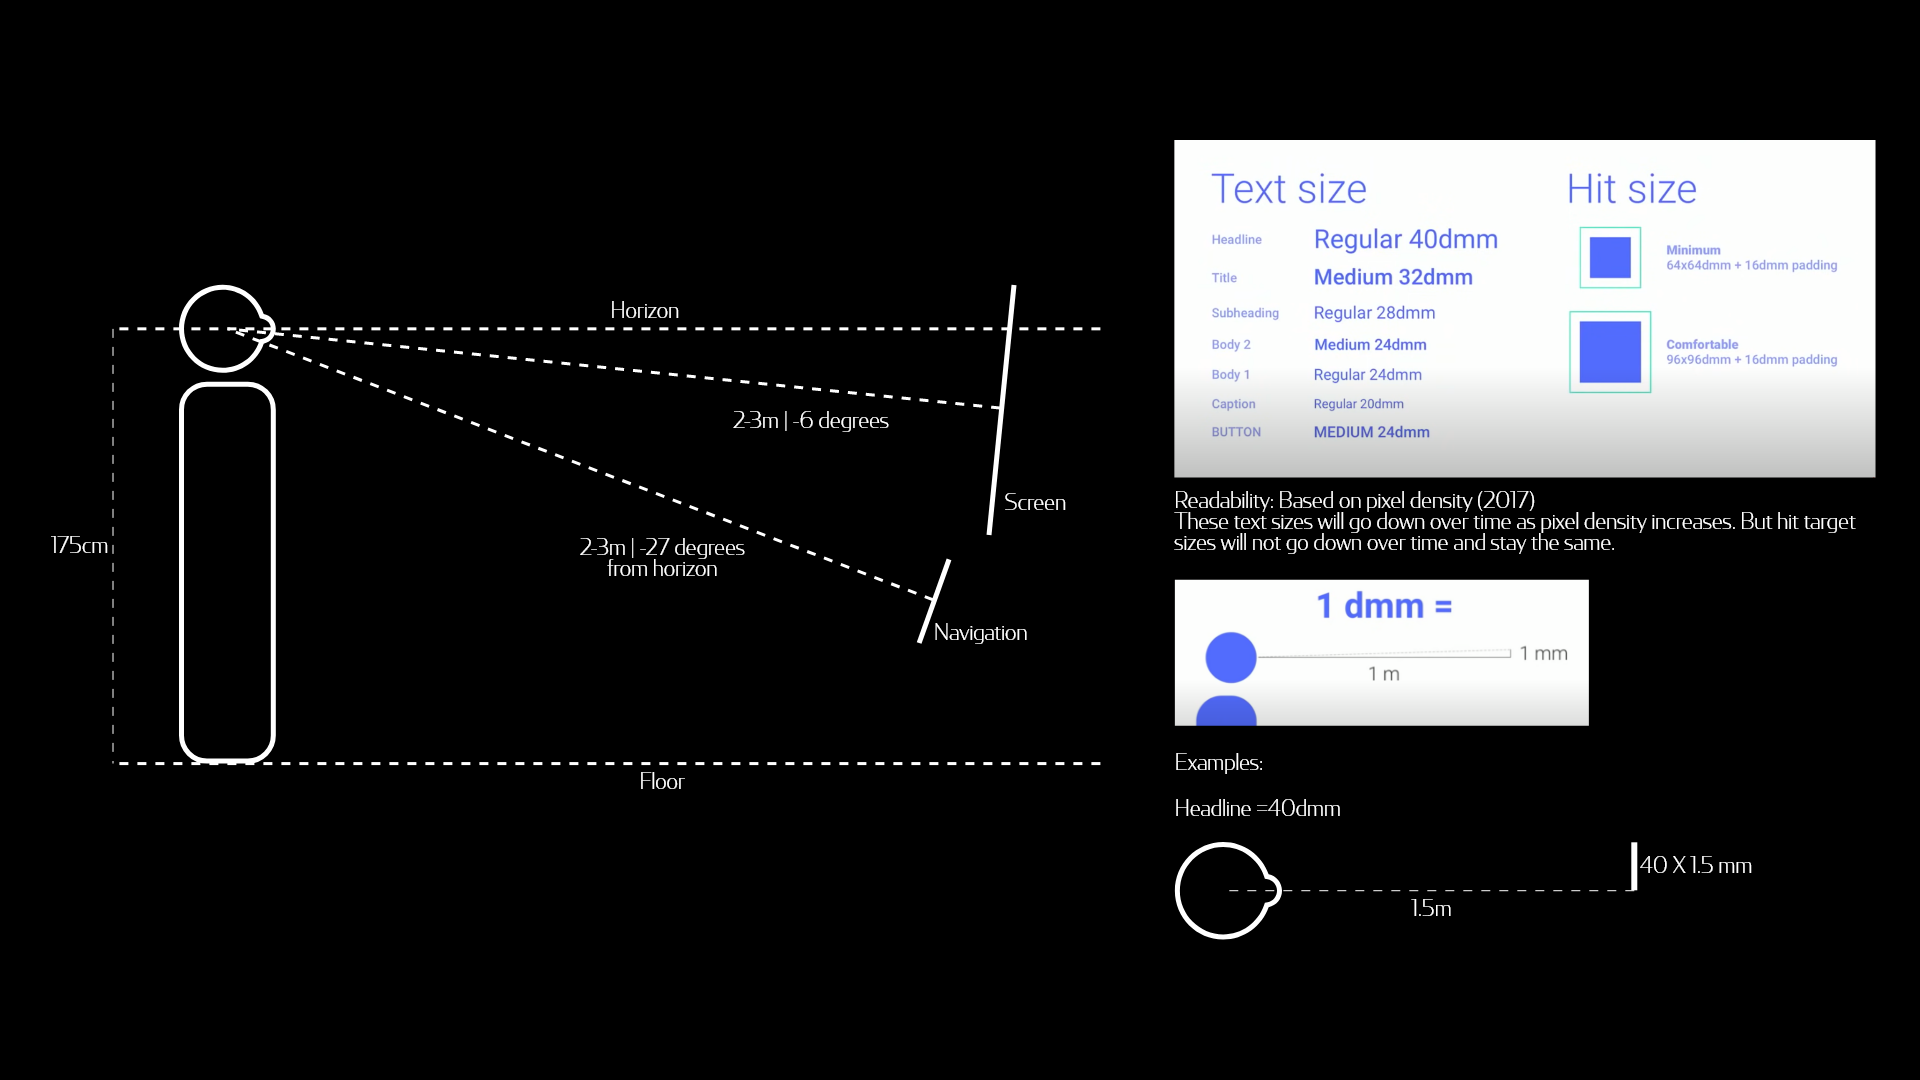 Horizon
2-3m | -6 degrees
Screen
175cm
2-3m | -27 degrees
from horizon
Navigation
Floor
Text size
Headline Regular 40dmm
Title Medium 32dmm
Subheading Regular 28dmm
Body 2 Medium 24dmm
Body 1 Regular 24dmm
Caption Regular 20dmm
BUTTON MEDIUM 24dmm
Hit size
Minimum
64x64dmm + 16dmm padding
Comfortable
96x96dmm + 16dmm padding
Readability: Based on pixel density (2017)
These text sizes will go down over time as pixel density increases. But hit target
sizes will not go down over time and stay the same.
1 dmm =
1 mm
1 m
Examples:
Headline =40dmm
40 X 1.5 mm
1.5m